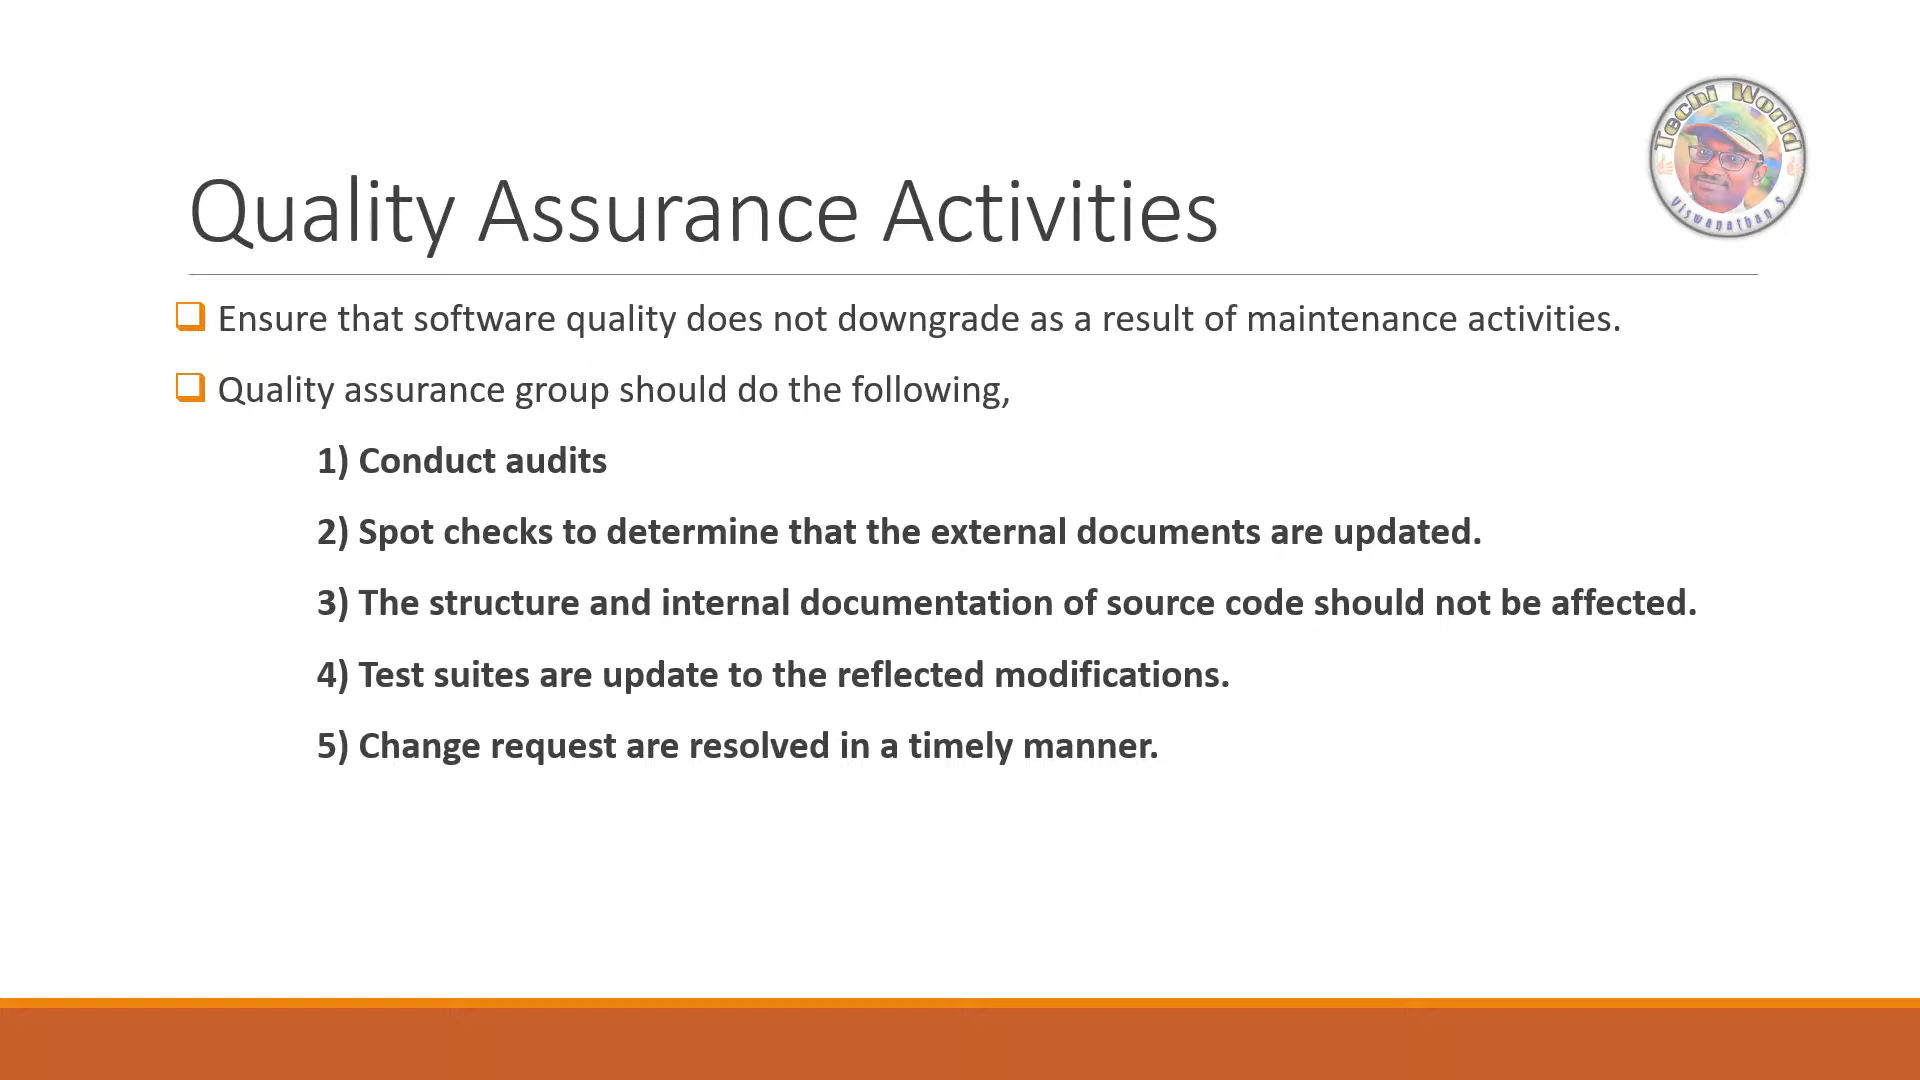 Techi World
Viswanathan S
Quality Assurance Activities
Ensure that software quality does not downgrade as a result of maintenance activities.
Quality assurance group should do the following,
1) Conduct audits
2) Spot checks to determine that the external documents are updated.
3) The structure and internal documentation of source code should not be affected.
4) Test suites are update to the reflected modifications.
5) Change request are resolved in a timely manner.